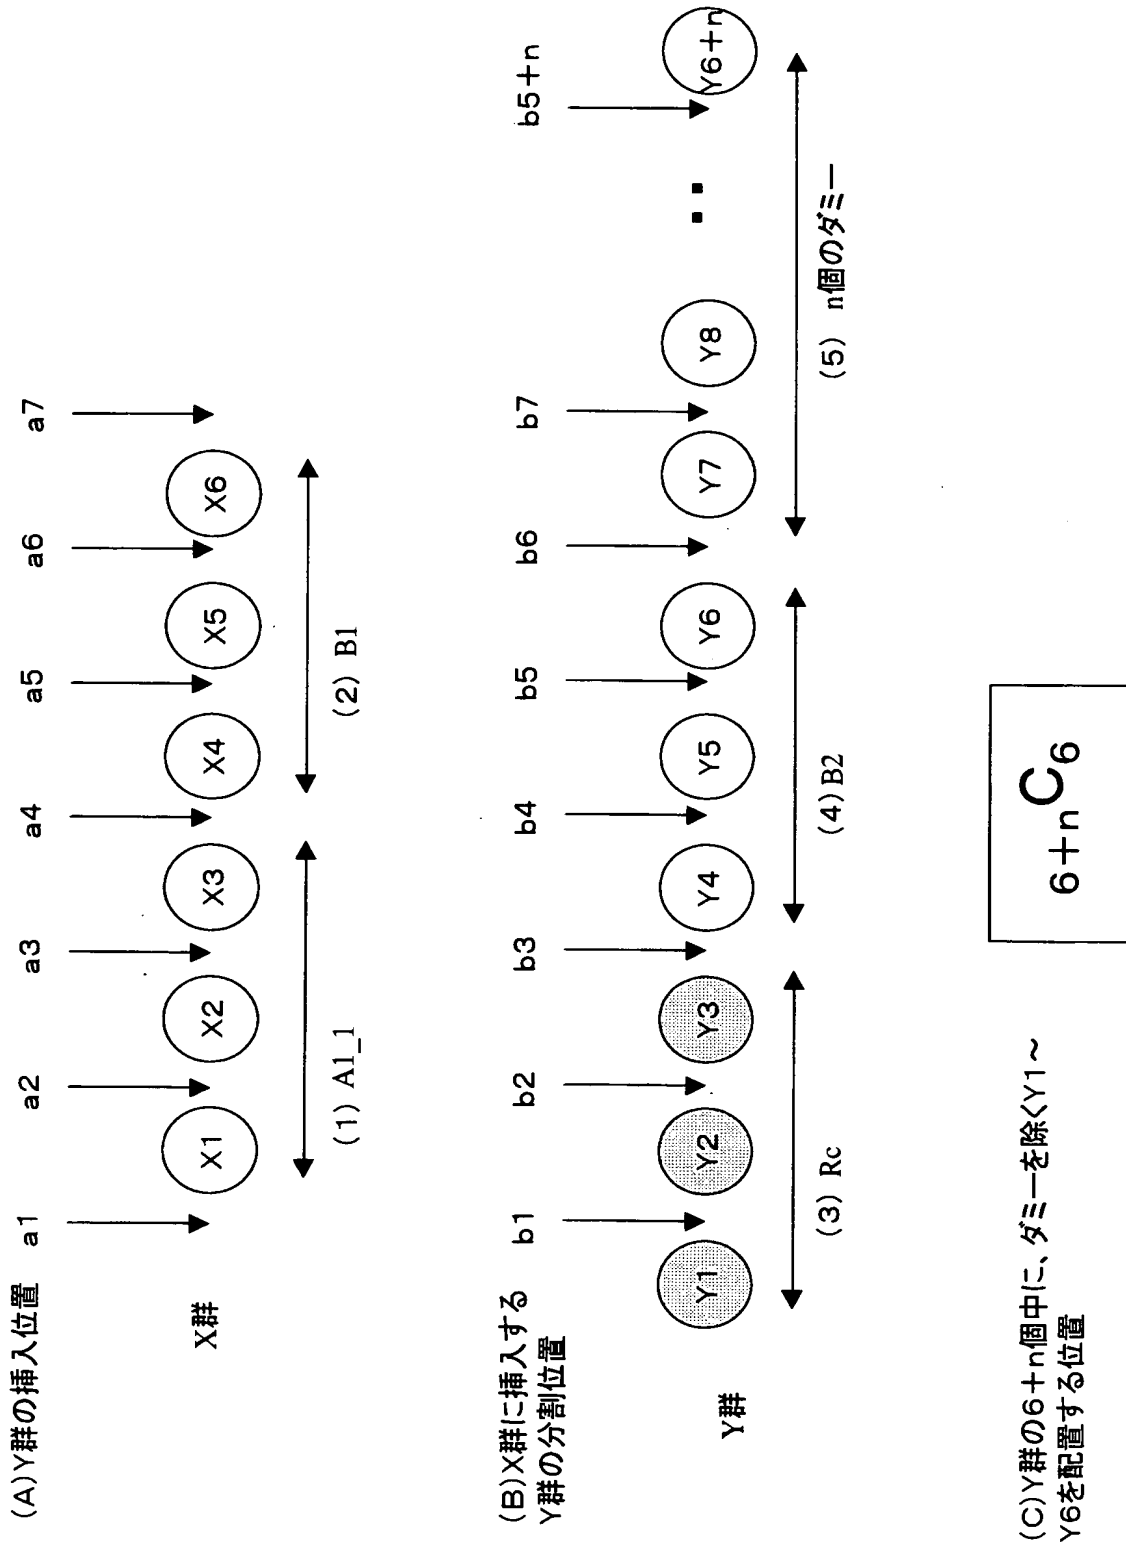 (A)Y群の挿入位置
a1 a2 a3 a4 a5 a6 a7
X群
X1 X2 X3 X4 X5 X6
(1) A1_1
(2) B1
(B)X群に挿入する
Y群の分割位置
b1 b2 b3 b4 b5 b6 b7 b5+n
Y群
Y1 Y2 Y3 Y4 Y5 Y6 Y7 Y8 ‥ Y6+n
(3) Rc
(4) B2
(5) n個のダミー
(C)Y群の6+n個中に、ダミーを除くY1～
Y6を配置する位置
6+nC6